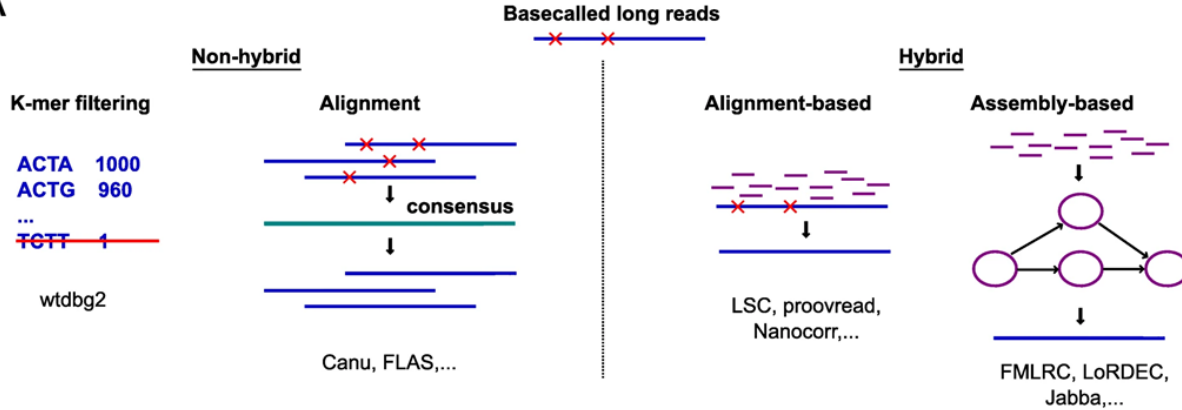 A
Basecalled long reads
Non-hybrid
Hybrid
K-mer filtering
Alignment
Alignment-based
Assembly-based
ACTA 1000
ACTG 960
...
TCTT 1
wtdbg2
consensus
Canu, FLAS,...
LSC, proovread,
Nanocorr,...
FMLRC, LoRDEC,
Jabba,...